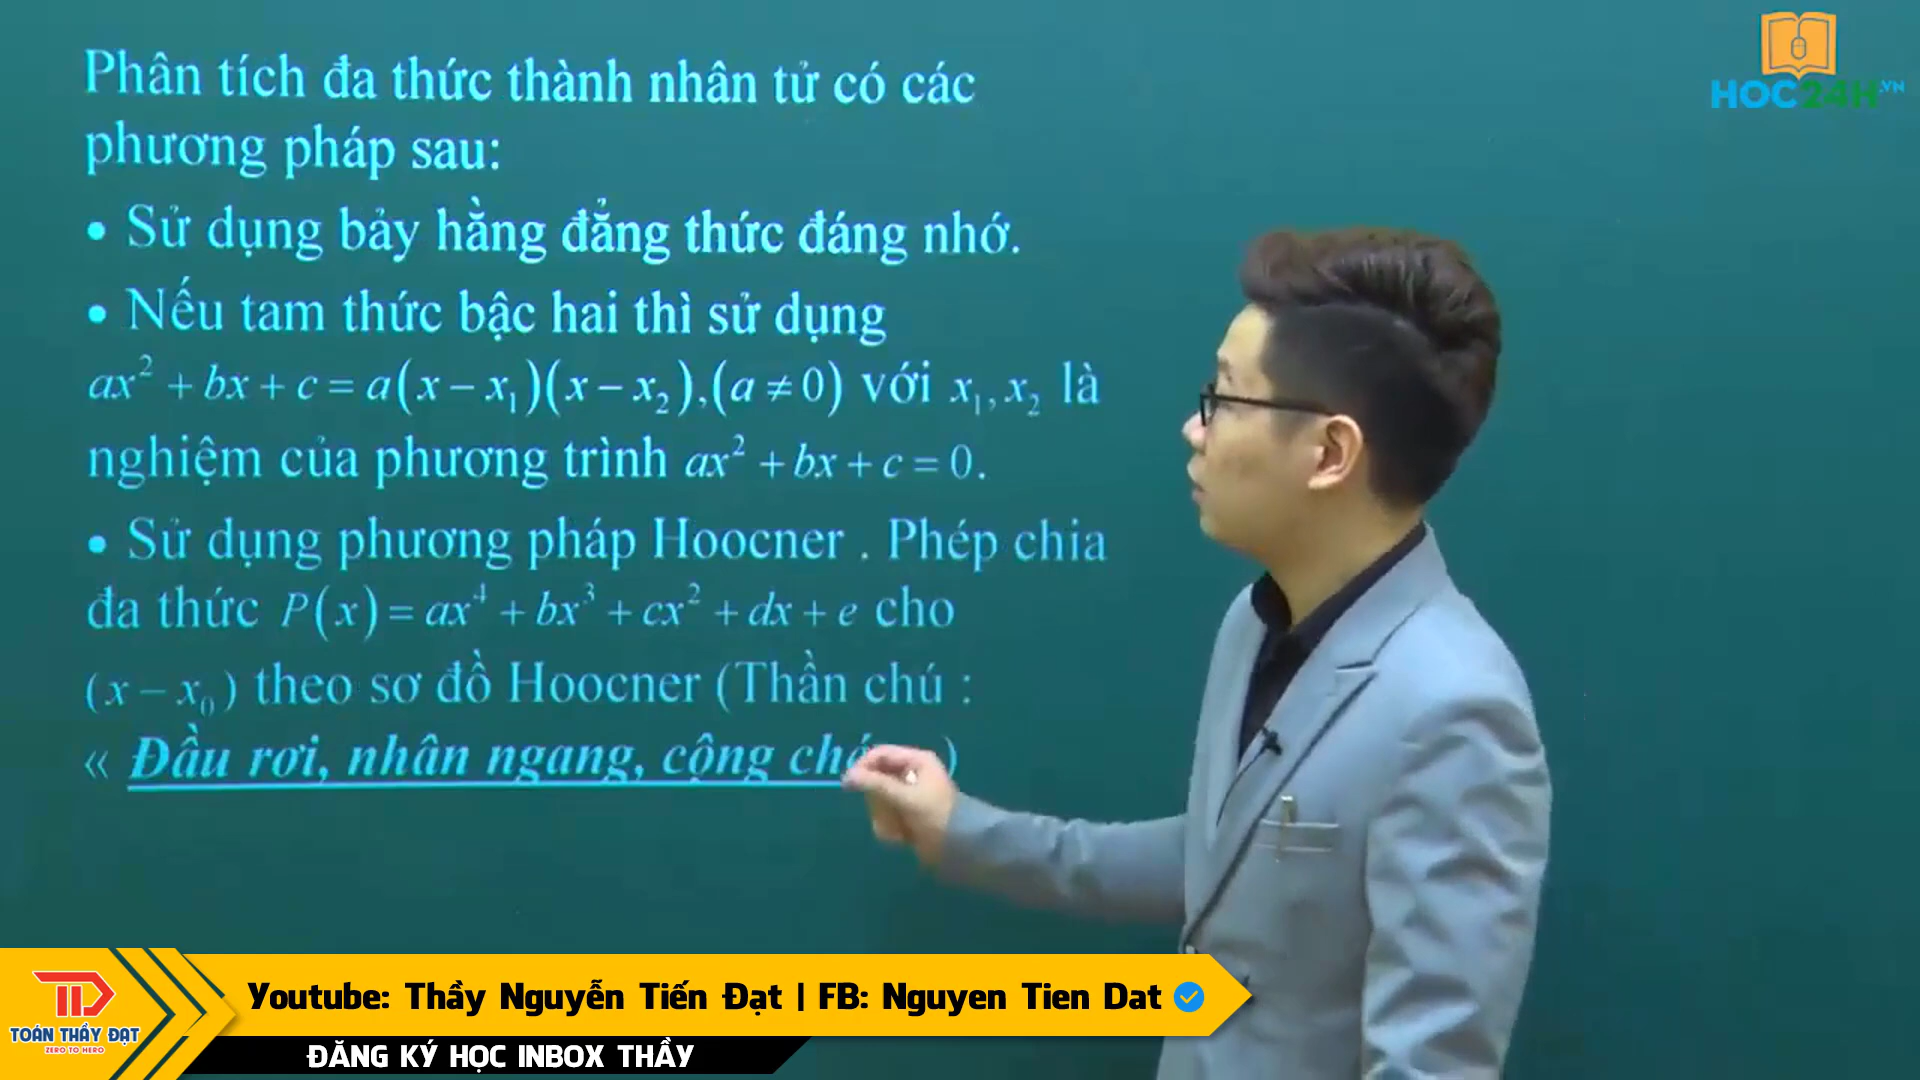 Phân tích đa thức thành nhân tử có các
phương pháp sau:
• Sử dụng bảy hằng đẳng thức đáng nhớ.
• Nếu tam thức bậc hai thì sử dụng
ax² + bx + c = a(x − x₁)(x − x₂),(a ≠ 0) với x₁, x₂ là
nghiệm của phương trình ax² + bx + c = 0.
• Sử dụng phương pháp Hoocner . Phép chia
đa thức P(x) = ax⁴ + bx³ + cx² + dx + e cho
(x − x₀) theo sơ đồ Hoocner (Thần chú :
« Đầu rơi, nhân ngang, cộng )
HOC24H.VN
Youtube: Thầy Nguyễn Tiến Đạt | FB: Nguyen Tien Dat
TOÁN THẦY ĐẠT
ZERO TO HERO
ĐĂNG KÝ HỌC INBOX THẦY